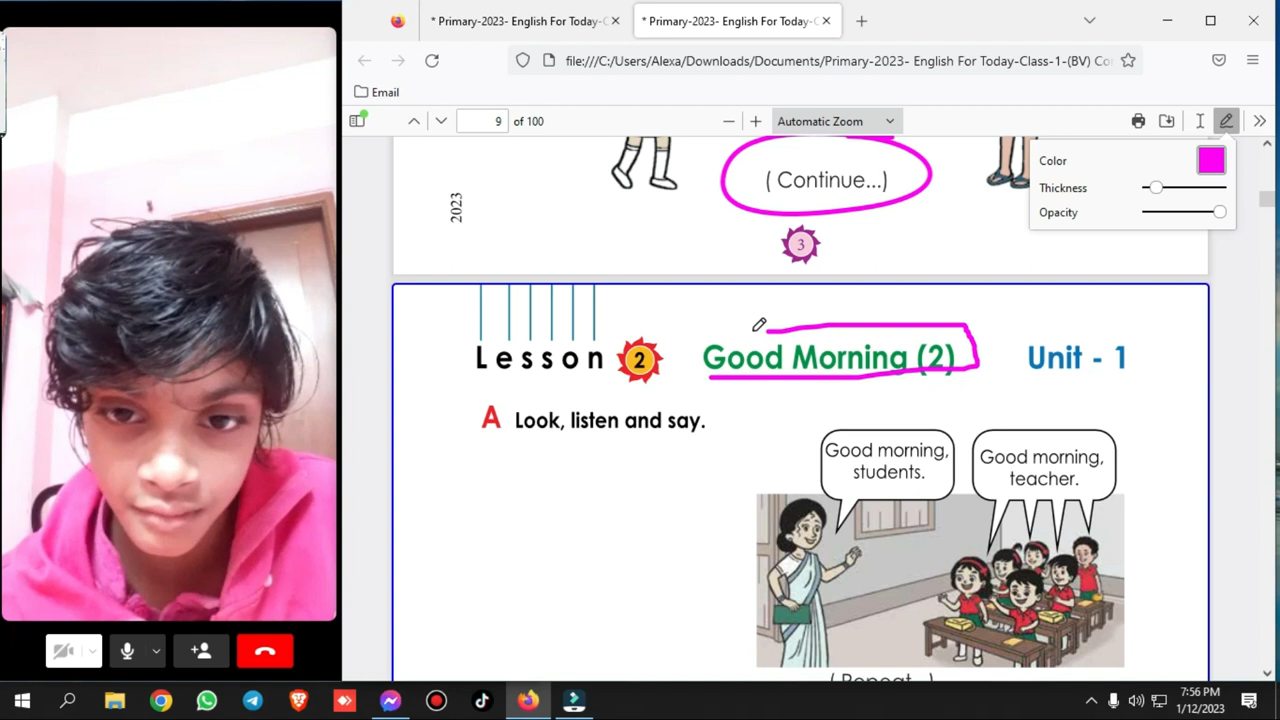 * Primary-2023- English For Today-C
* Primary-2023- English For Today-C
file:///C:/Users/Alexa/Downloads/Documents/Primary-2023- English For Today-Class-1-(BV) Co
Email
9 of 100
Automatic Zoom
Color
Thickness
Opacity
( Continue...)
2023
3
Lesson 2 Good Morning (2) Unit - 1
A Look, listen and say.
Good morning,
students.
Good morning,
teacher.
( Repeat...)
7:56 PM
1/12/2023